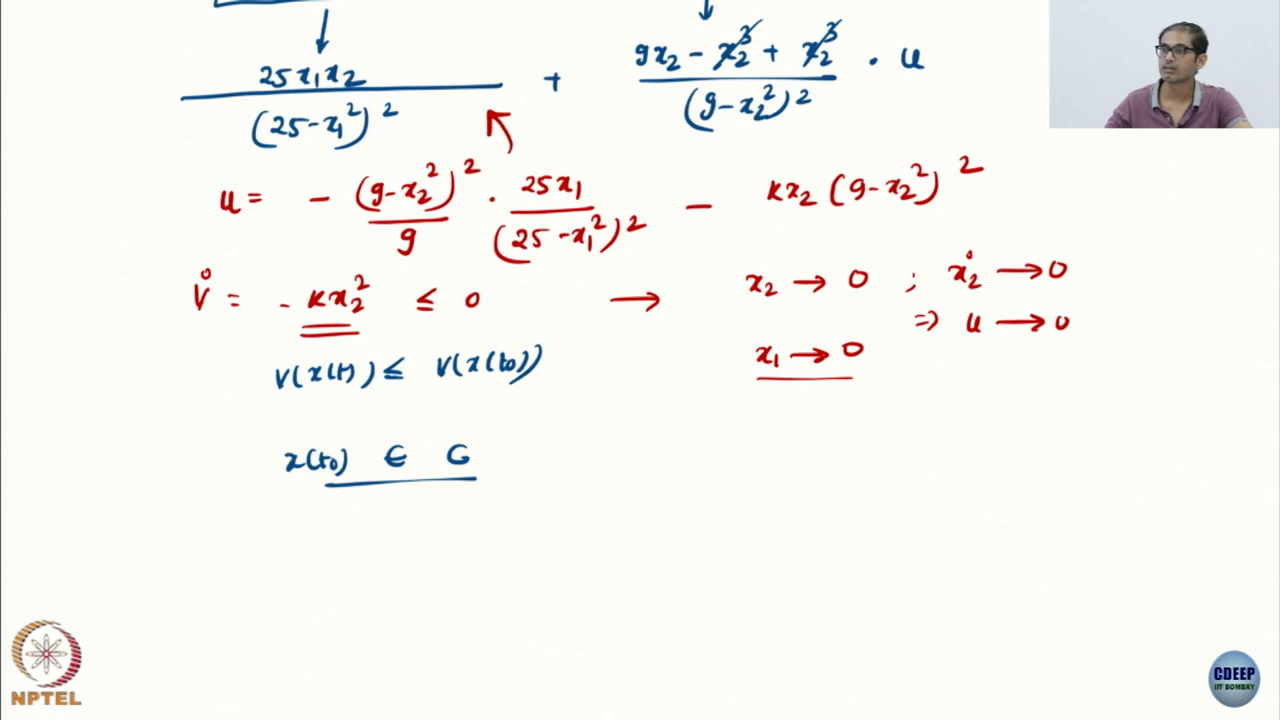 25x₁x₂ / (25-x₁²)² + (9x₂ - x₂³ + x₂³) / (9-x₂²)² · u
u = - (9-x₂²)² / 9 · 25x₁ / (25-x₁²)² - kx₂ (9-x₂²)²
V̇ = - kx₂² ≤ 0 → x₂ → 0 ; ẋ₂ → 0
⇒ u → 0
V(x(t)) ≤ V(x(t₀)) x₁ → 0
x(t₀) ∈ G
NPTEL
CDEEP
IIT BOMBAY